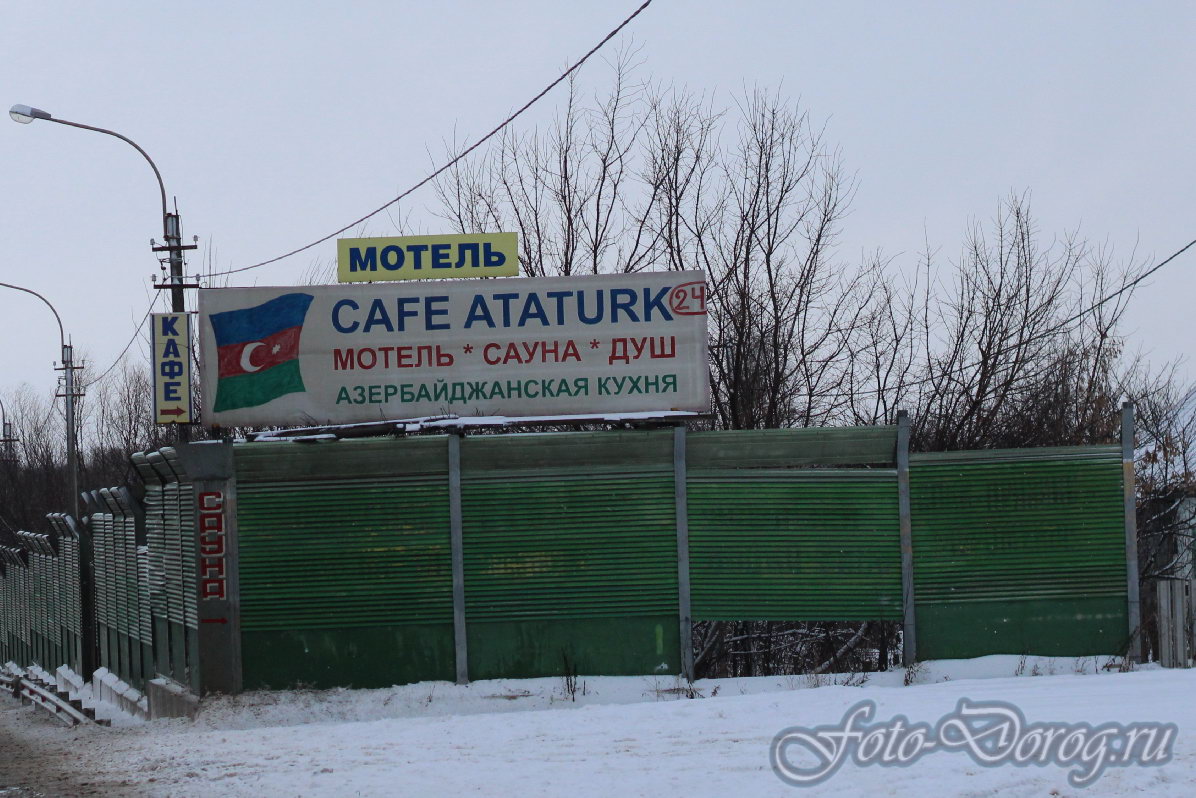 МОТЕЛЬ
CAFE ATATURK 24
МОТЕЛЬ * САУНА * ДУШ
АЗЕРБАЙДЖАНСКАЯ КУХНЯ
КАФЕ
САУНА
Foto-Dorog.ru